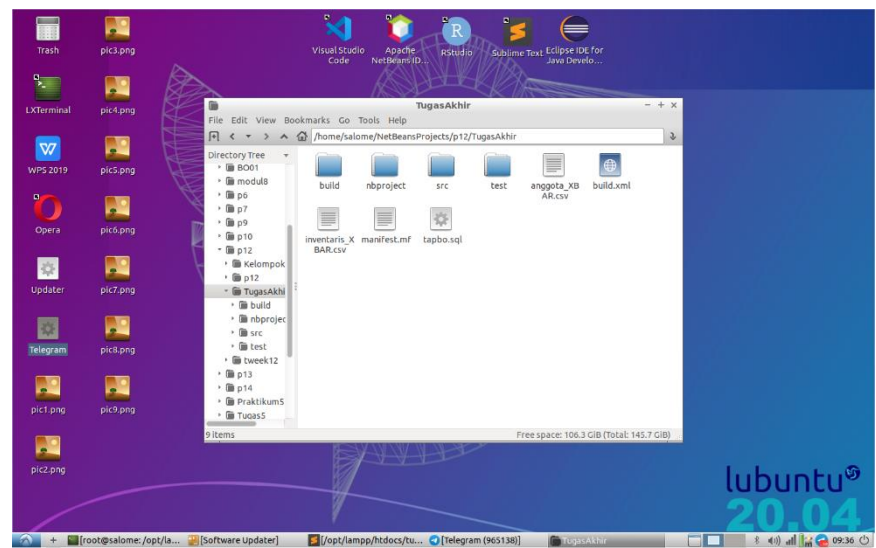 Trash
pic3.png
Visual Studio
Code
Apache
NetBeans ID...
RStudio
Sublime Text
Eclipse IDE for
Java Develo...
LXTerminal
pic4.png
WPS 2019
pic5.png
Opera
pic6.png
Updater
pic7.png
Telegram
pic8.png
pic1.png
pic9.png
pic2.png
TugasAkhir
File Edit View Bookmarks Go Tools Help
/home/salome/NetBeansProjects/p12/TugasAkhir
Directory Tree
BO01
modul8
p6
p7
p9
p10
p12
Kelompok
p12
TugasAkhi
build
nbprojec
src
test
tweek12
p13
p14
Praktikum5
Tugas5
build
nbproject
src
test
anggota_XB
AR.csv
build.xml
inventaris_X
BAR.csv
manifest.mf
tapbo.sql
9 items
Free space: 106.3 GiB (Total: 145.7 GiB)
lubuntu
20.04
[root@salome: /opt/la...
[Software Updater]
[/opt/lampp/htdocs/tu...
[Telegram (965138)]
TugasAkhir
09:36